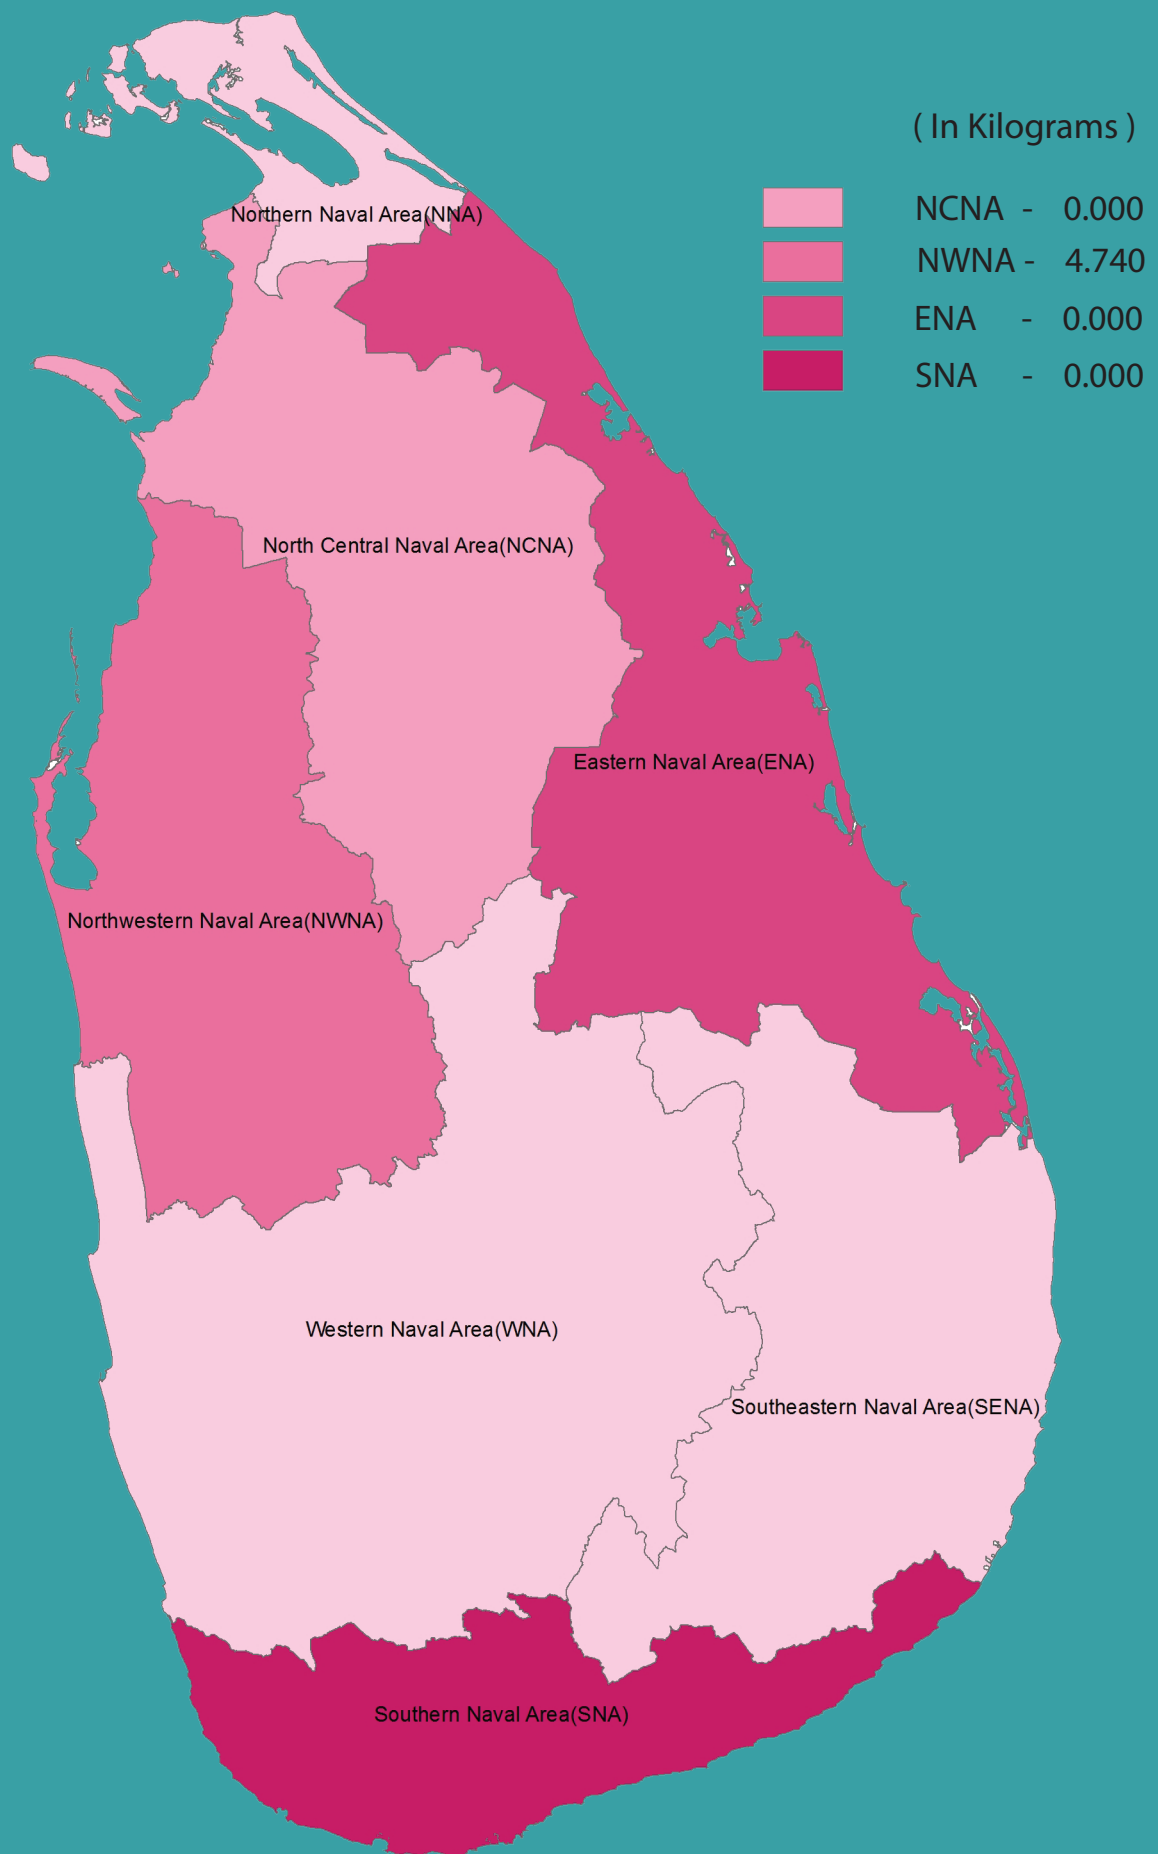 ( In Kilograms )
NCNA - 0.000
NWNA - 4.740
ENA - 0.000
SNA - 0.000
Northern Naval Area(NNA)
North Central Naval Area(NCNA)
Eastern Naval Area(ENA)
Northwestern Naval Area(NWNA)
Western Naval Area(WNA)
Southeastern Naval Area(SENA)
Southern Naval Area(SNA)